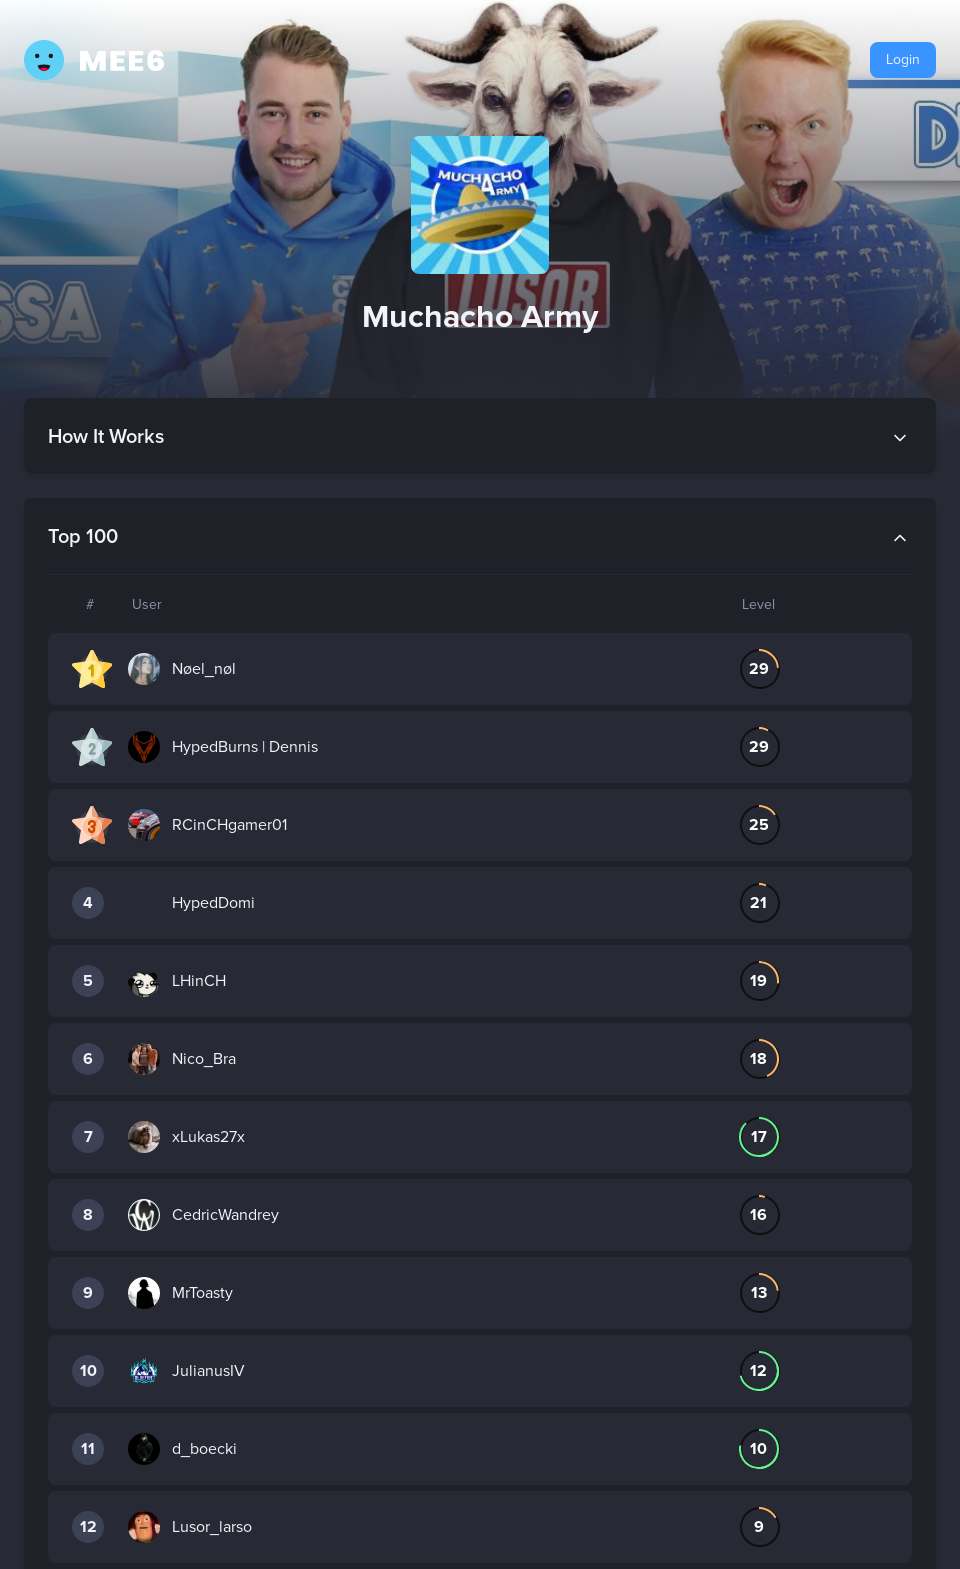 MEE6
Login
MUCHACHO
ARMY
SSA
LUSOR
Muchacho Army
How It Works
Top 100
# User Level
1 Nøel_nøl 29
2 HypedBurns | Dennis 29
3 RCinCHgamer01 25
4 HypedDomi 21
5 LHinCH 19
6 Nico_Bra 18
7 xLukas27x 17
8 CedricWandrey 16
9 MrToasty 13
10 JulianusIV 12
11 d_boecki 10
12 Lusor_larso 9